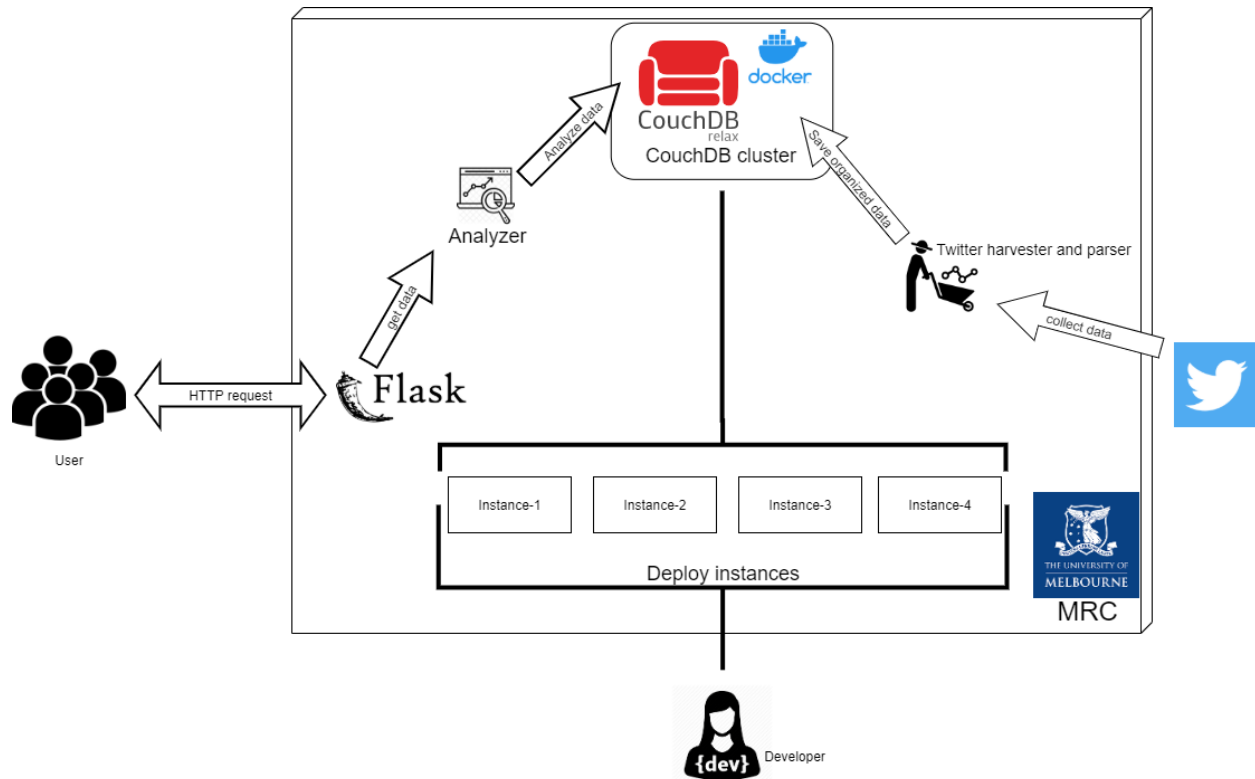 docker
CouchDB
relax
CouchDB cluster
Analyze data
Save organized data
Analyzer
Twitter harvester and parser
get data
collect data
HTTP request
Flask
User
Instance-1
Instance-2
Instance-3
Instance-4
Deploy instances
THE UNIVERSITY OF
MELBOURNE
MRC
{dev}
Developer